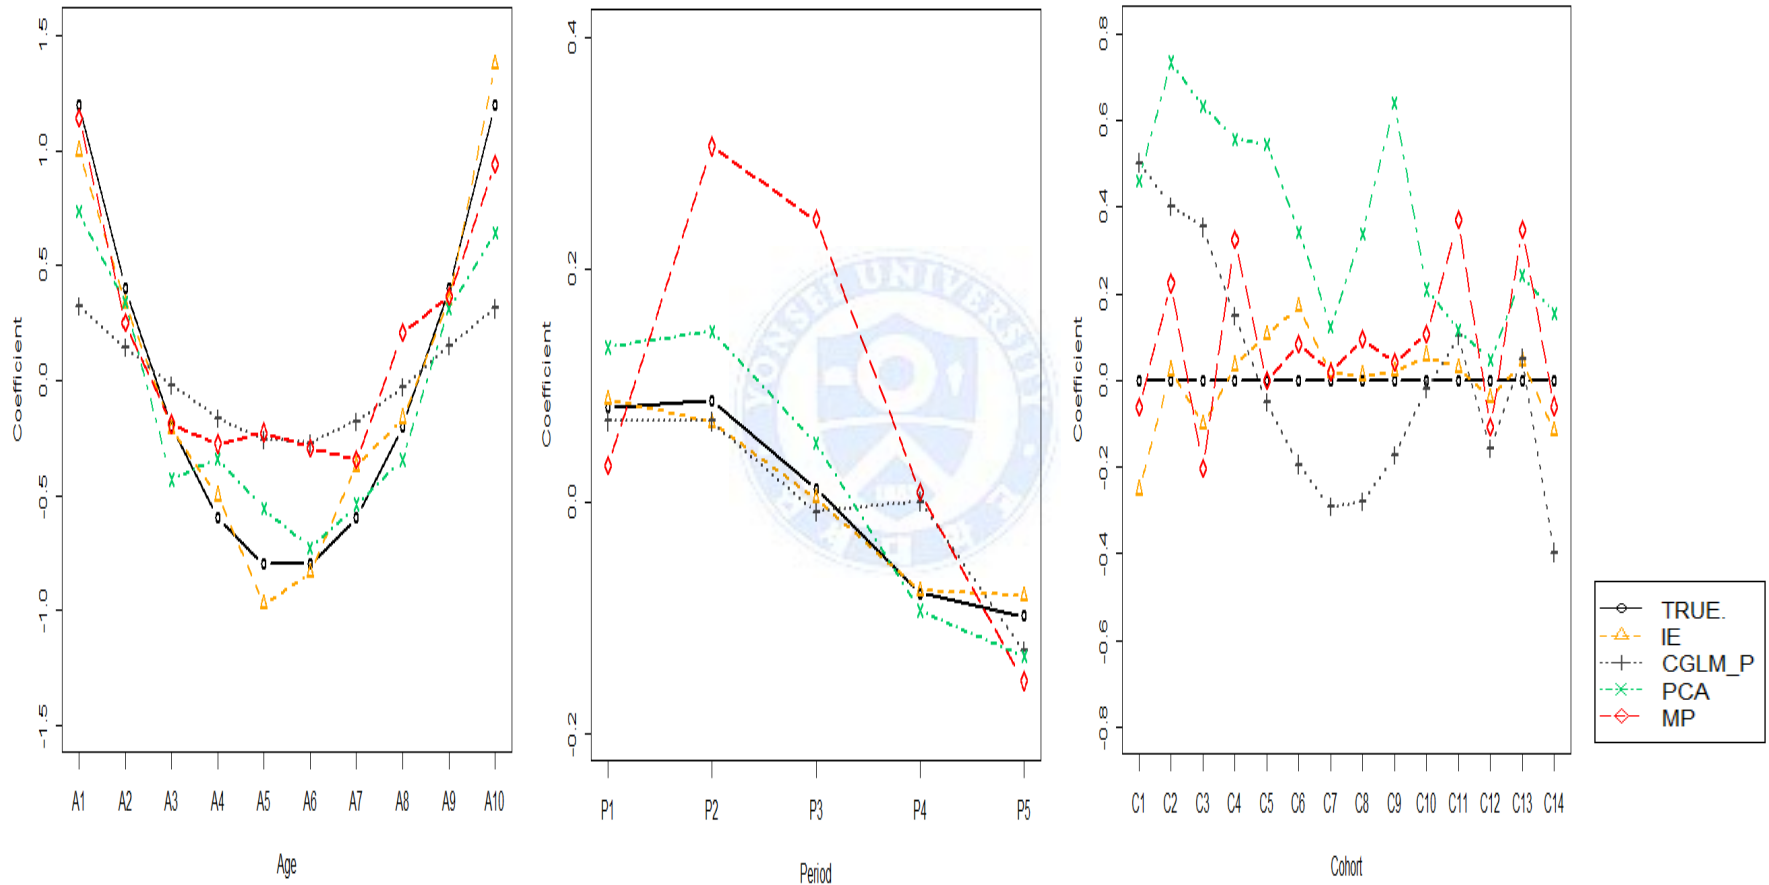 Coefficient
1.5
1.0
0.5
0.0
-0.5
-1.0
-1.5
A1 A2 A3 A4 A5 A6 A7 A8 A9 A10
Age
Coefficient
0.4
0.2
0.0
-0.2
P1 P2 P3 P4 P5
Period
YONSEI UNIVERSITY
Coefficient
0.8
0.6
0.4
0.2
0.0
-0.2
-0.4
-0.6
-0.8
C1 C2 C3 C4 C5 C6 C7 C8 C9 C10 C11 C12 C13 C14
Cohort
TRUE.
IE
CGLM_P
PCA
MP